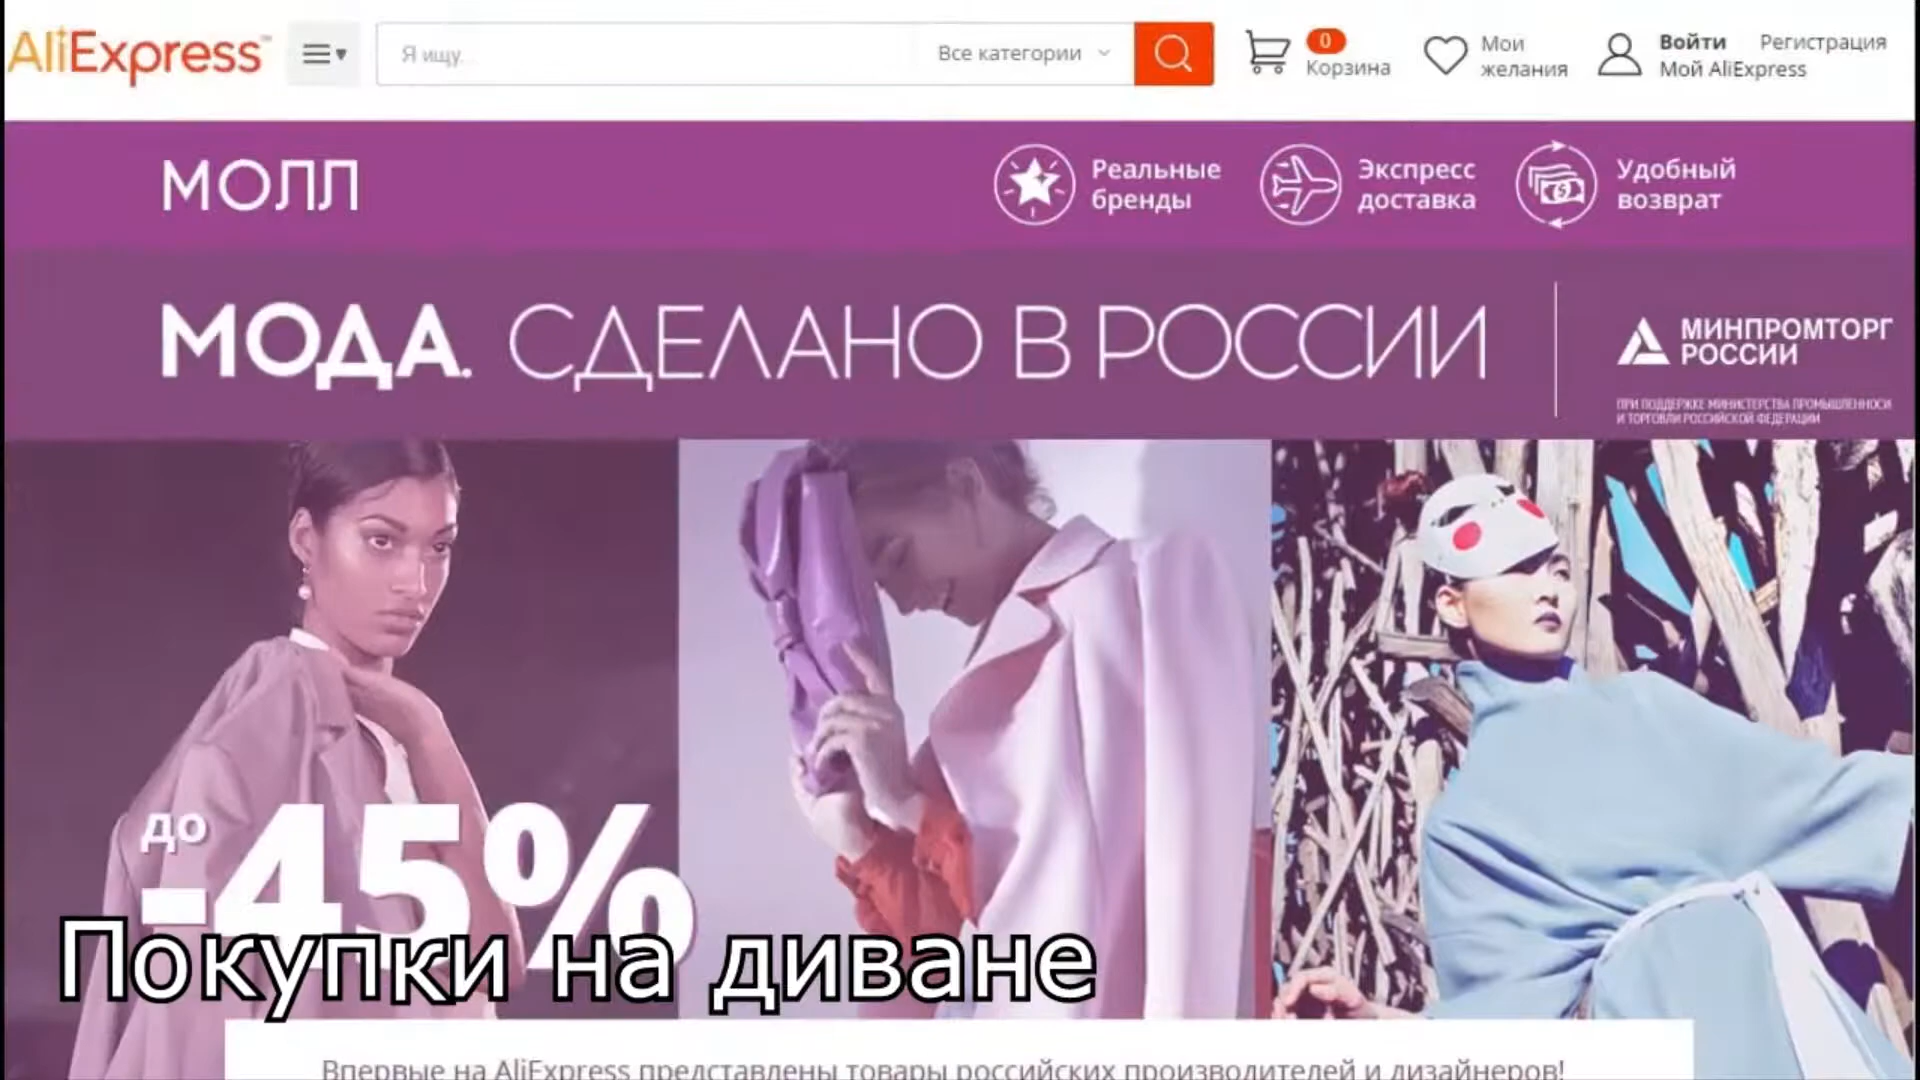 AliExpress™
Я ищу
Все категории
0
Корзина
Мои
желания
Войти Регистрация
Мой AliExpress
МОЛЛ
Реальные
бренды
Экспресс
доставка
Удобный
возврат
МОДА. СДЕЛАНО В РОССИИ
МИНПРОМТОРГ
РОССИИ
ПРИ ПОДДЕРЖКЕ МИНИСТЕРСТВА ПРОМЫШЛЕННОСИ
И ТОРГОВЛИ РОССИЙСКОЙ ФЕДЕРАЦИИ
до
-45%
Покупки на диване
Впервые на AliExpress представлены товары российских производителей и дизайнеров!